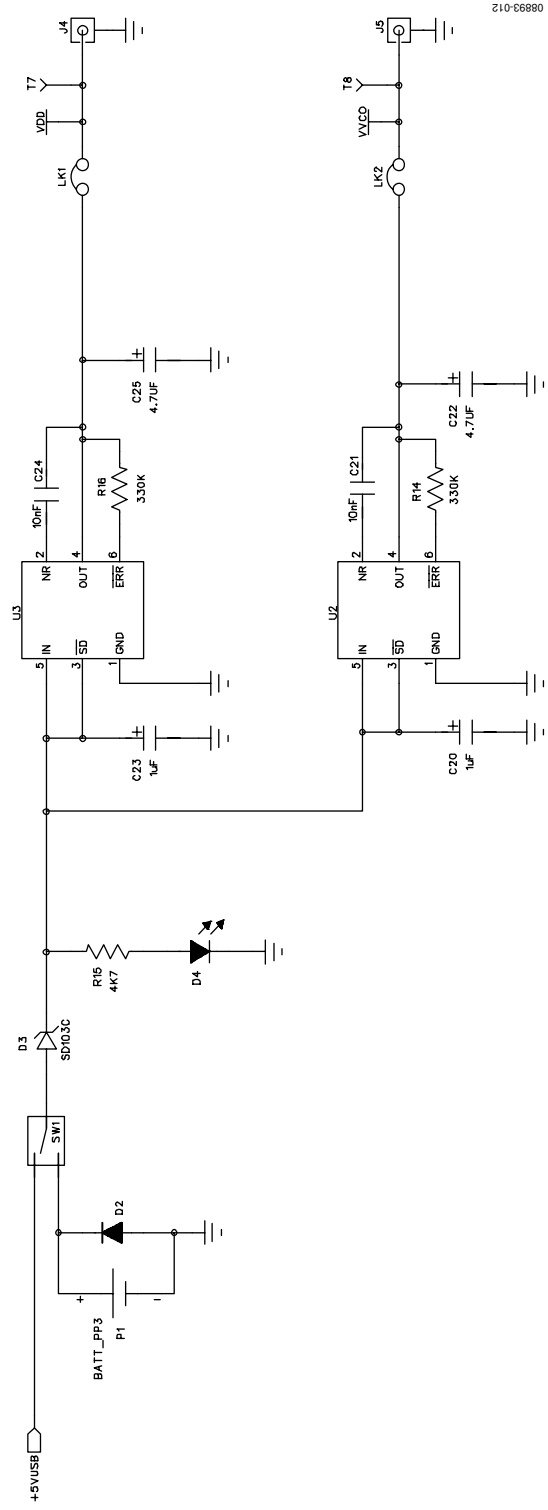 08893-012
J4
T7
VDD
LK1
C25
4.7UF
C24
10nF
R16
330K
2
4
6
NR
OUT
ERR
U3
IN
SD
GND
5
3
1
C23
1uF
J5
T8
VVCO
LK2
C22
4.7UF
C21
10nF
R14
330K
2
4
6
NR
OUT
ERR
U2
IN
SD
GND
5
3
1
C20
1uF
R15
4K7
D4
D3
SD103C
SW1
D2
+
-
BATT_PP3
P1
+5VUSB